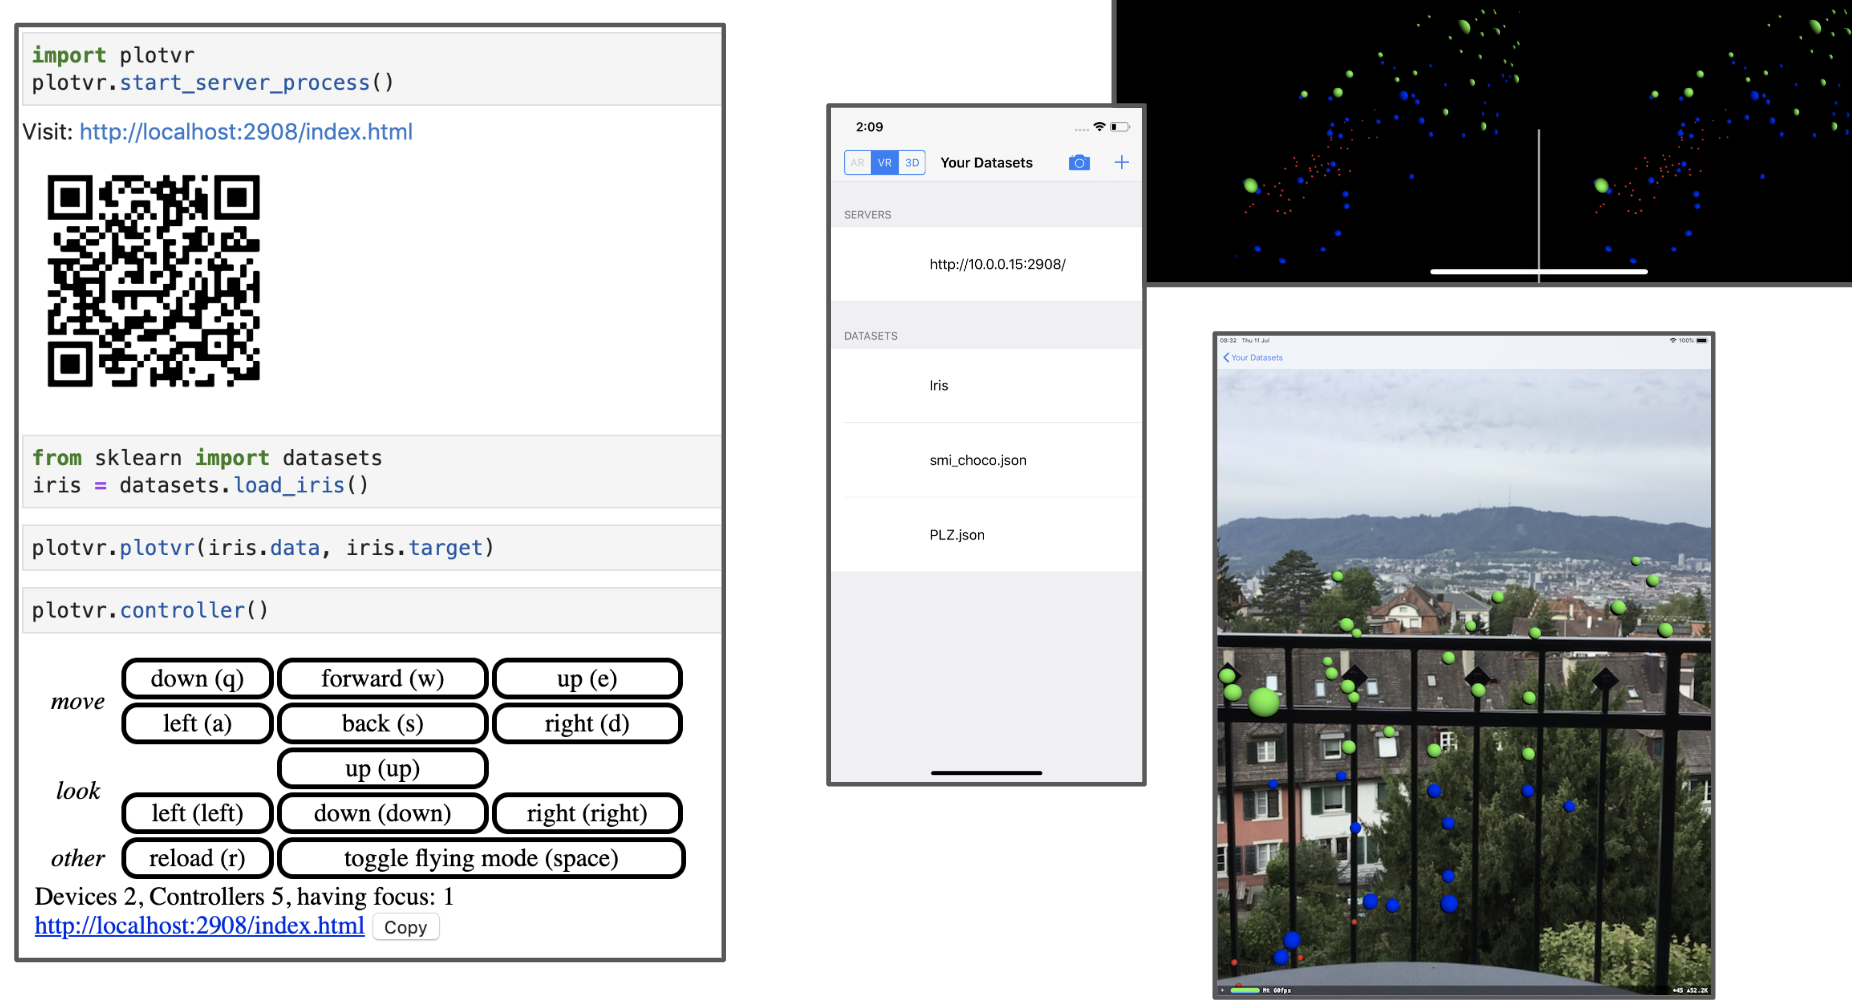 import plotvr
plotvr.start_server_process()
Visit: http://localhost:2908/index.html
from sklearn import datasets
iris = datasets.load_iris()
plotvr.plotvr(iris.data, iris.target)
plotvr.controller()
move
down (q)
forward (w)
up (e)
left (a)
back (s)
right (d)
look
up (up)
left (left)
down (down)
right (right)
other
reload (r)
toggle flying mode (space)
Devices 2, Controllers 5, having focus: 1
http://localhost:2908/index.html Copy
2:09
AR VR 3D Your Datasets +
SERVERS
http://10.0.0.15:2908/
DATASETS
Iris
smi_choco.json
PLZ.json
08:32 Thu 11 Jul 100%
Your Datasets
Mt 60fps